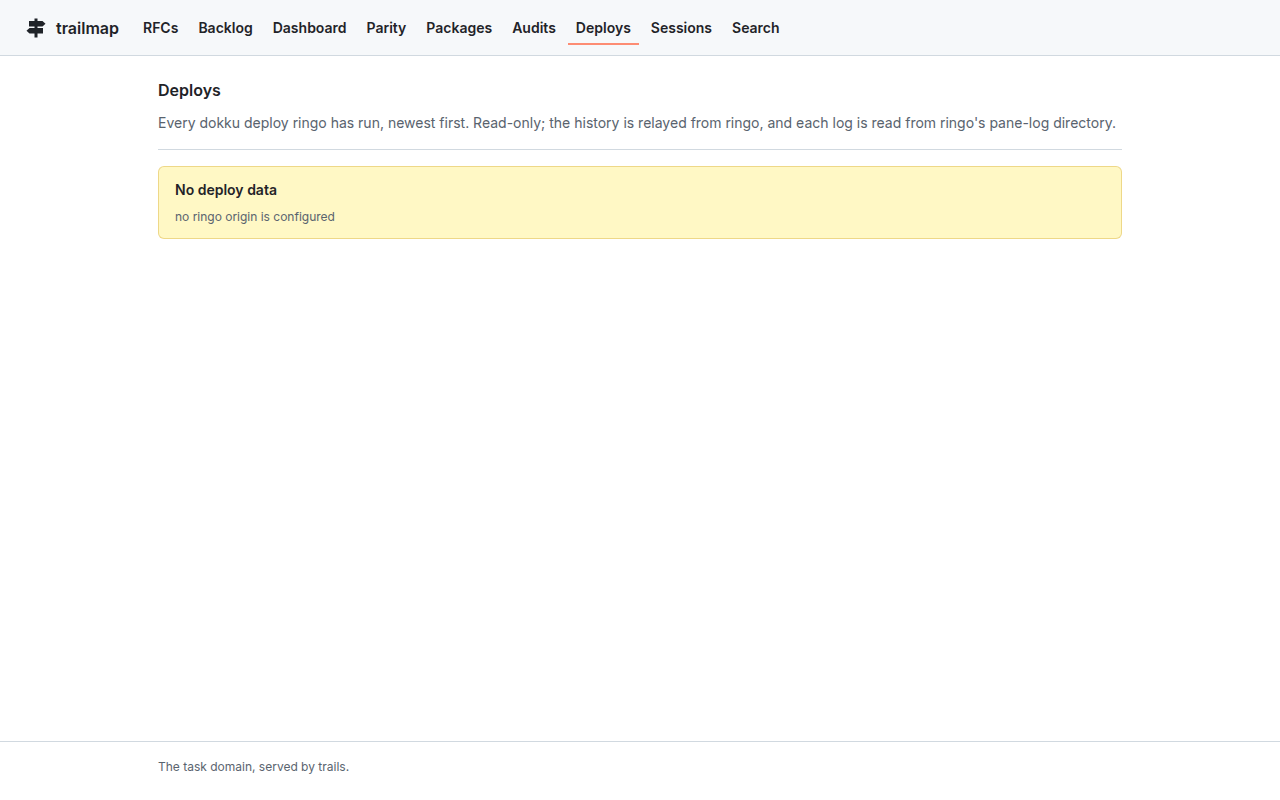 trailmap RFCs Backlog Dashboard Parity Packages Audits Deploys Sessions Search
Deploys
Every dokku deploy ringo has run, newest first. Read-only; the history is relayed from ringo, and each log is read from ringo's pane-log directory.
No deploy data
no ringo origin is configured
The task domain, served by trails.